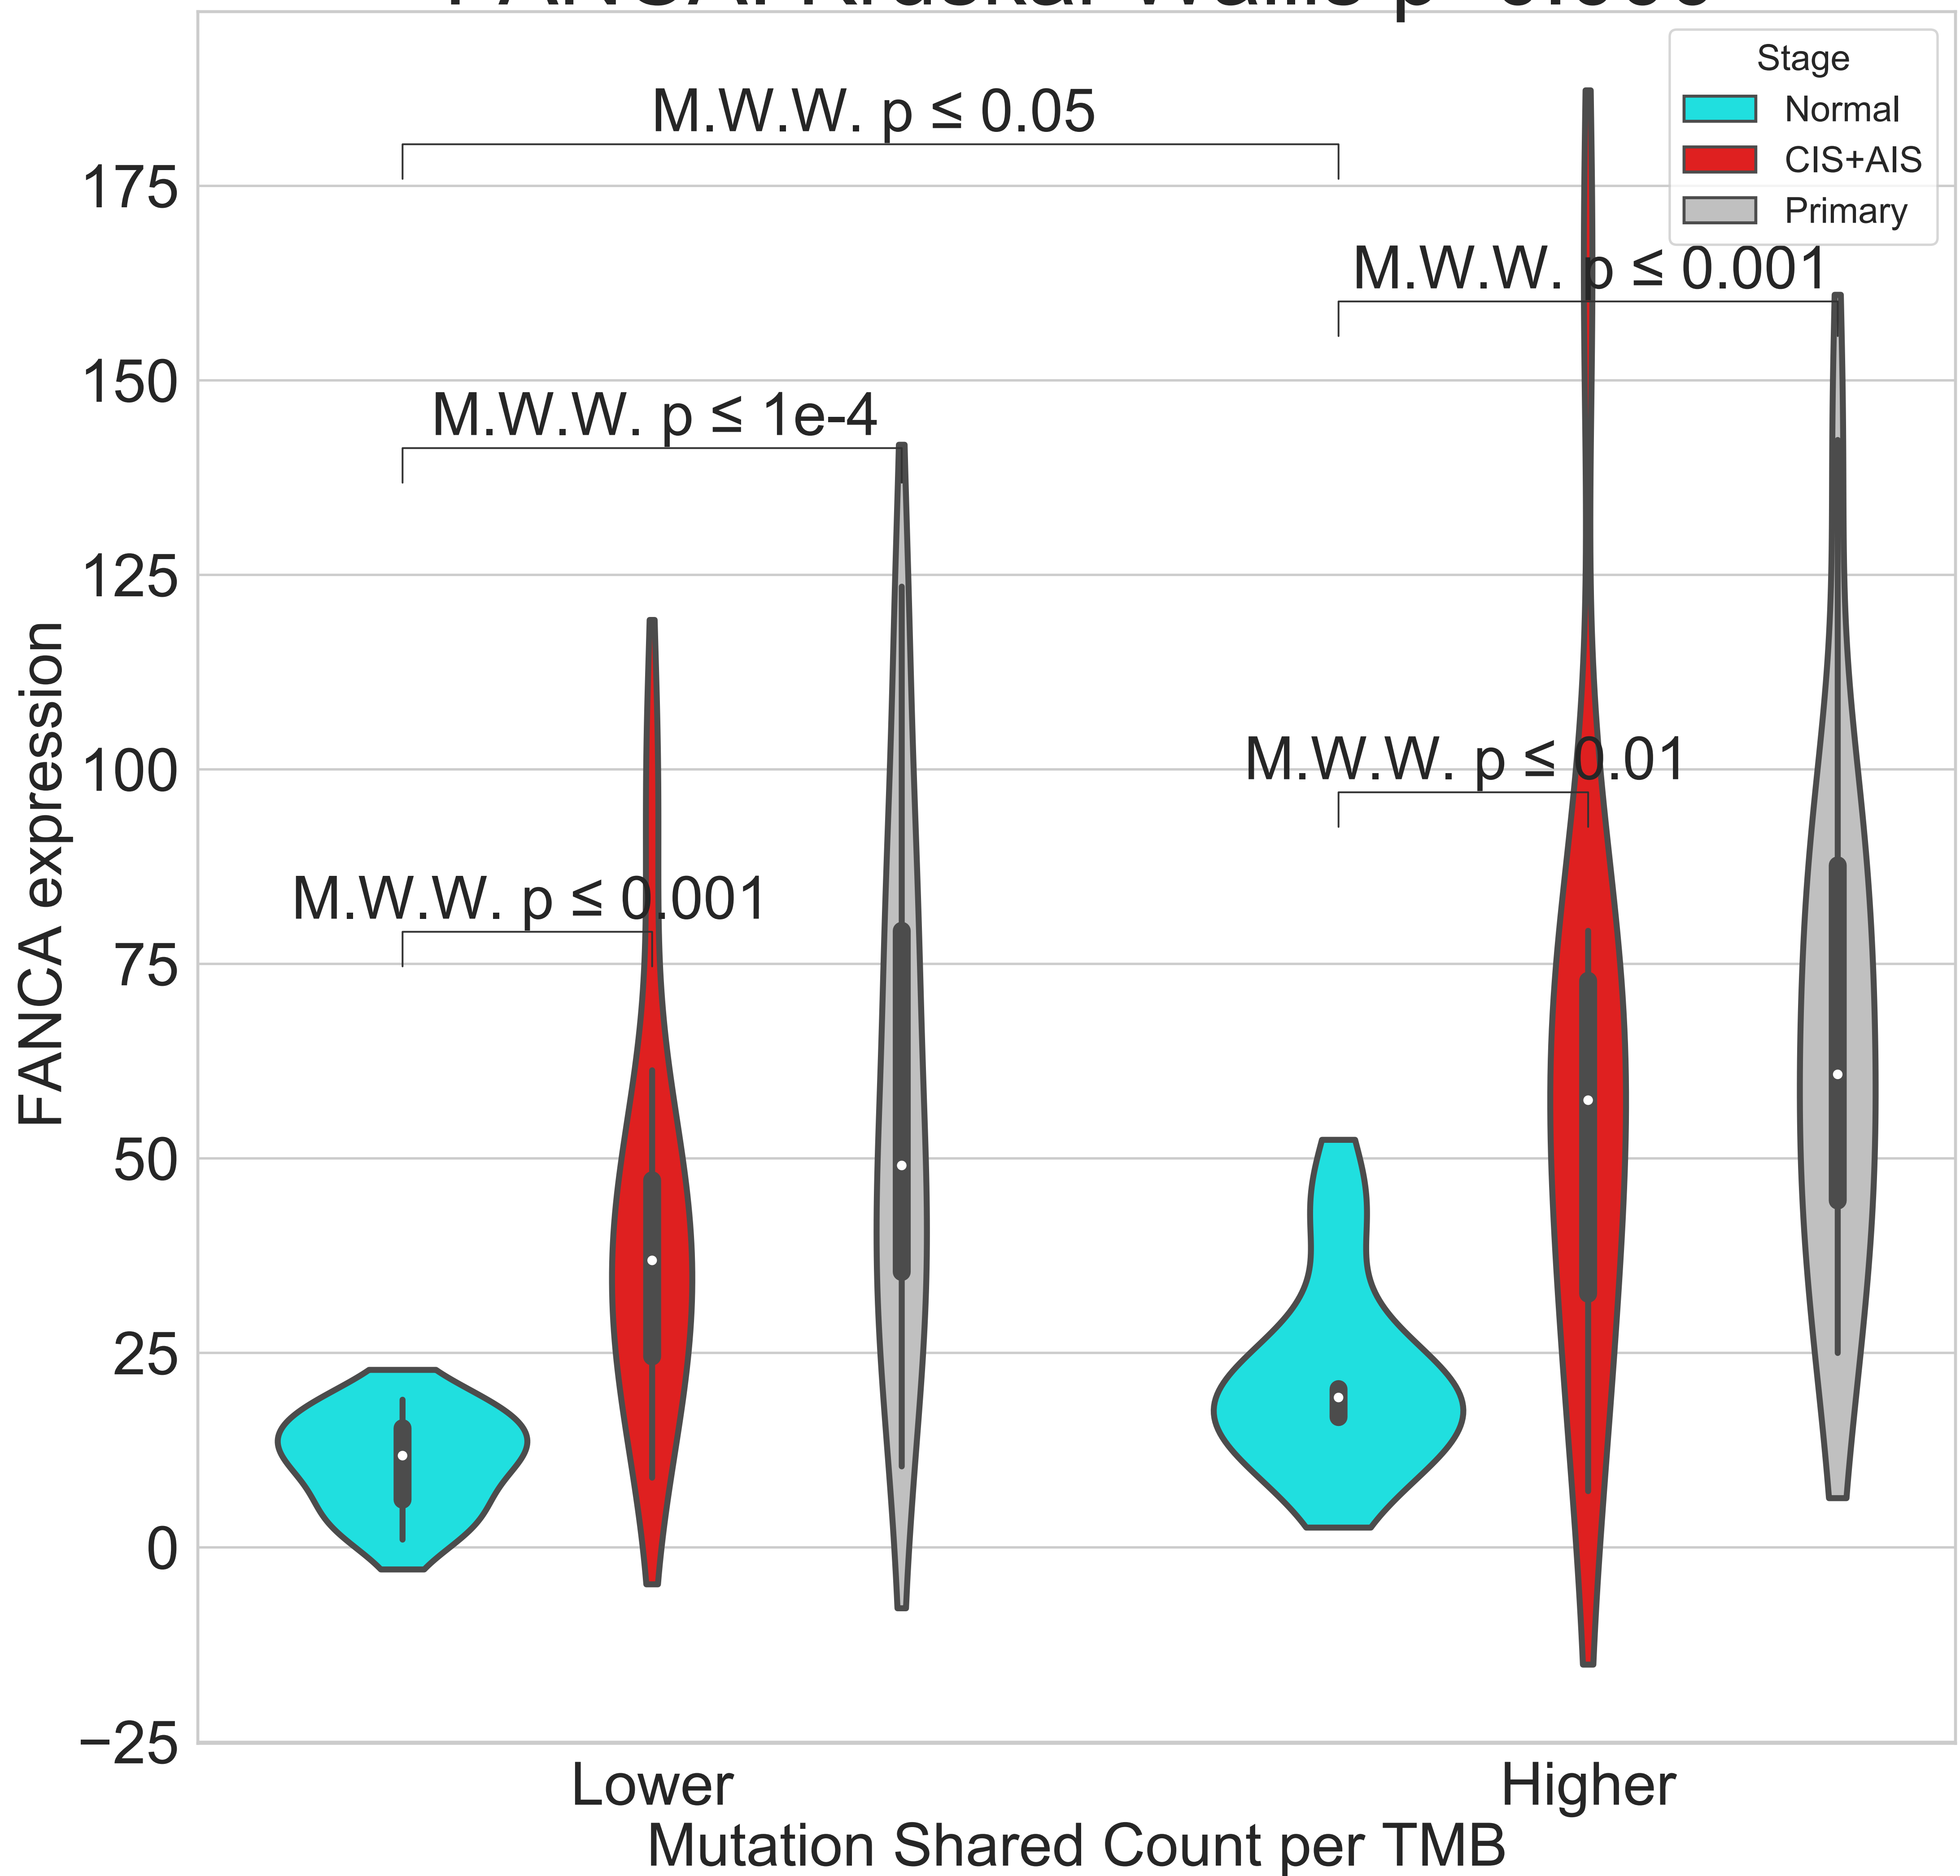 Stage
Normal
CIS+AIS
Primary
M.W.W. p ≤ 0.05
M.W.W. p ≤ 0.001
M.W.W. p ≤ 1e-4
M.W.W. p ≤ 0.01
M.W.W. p ≤ 0.001
175
150
125
100
75
50
25
0
−25
FANCA expression
Lower
Higher
Mutation Shared Count per TMB